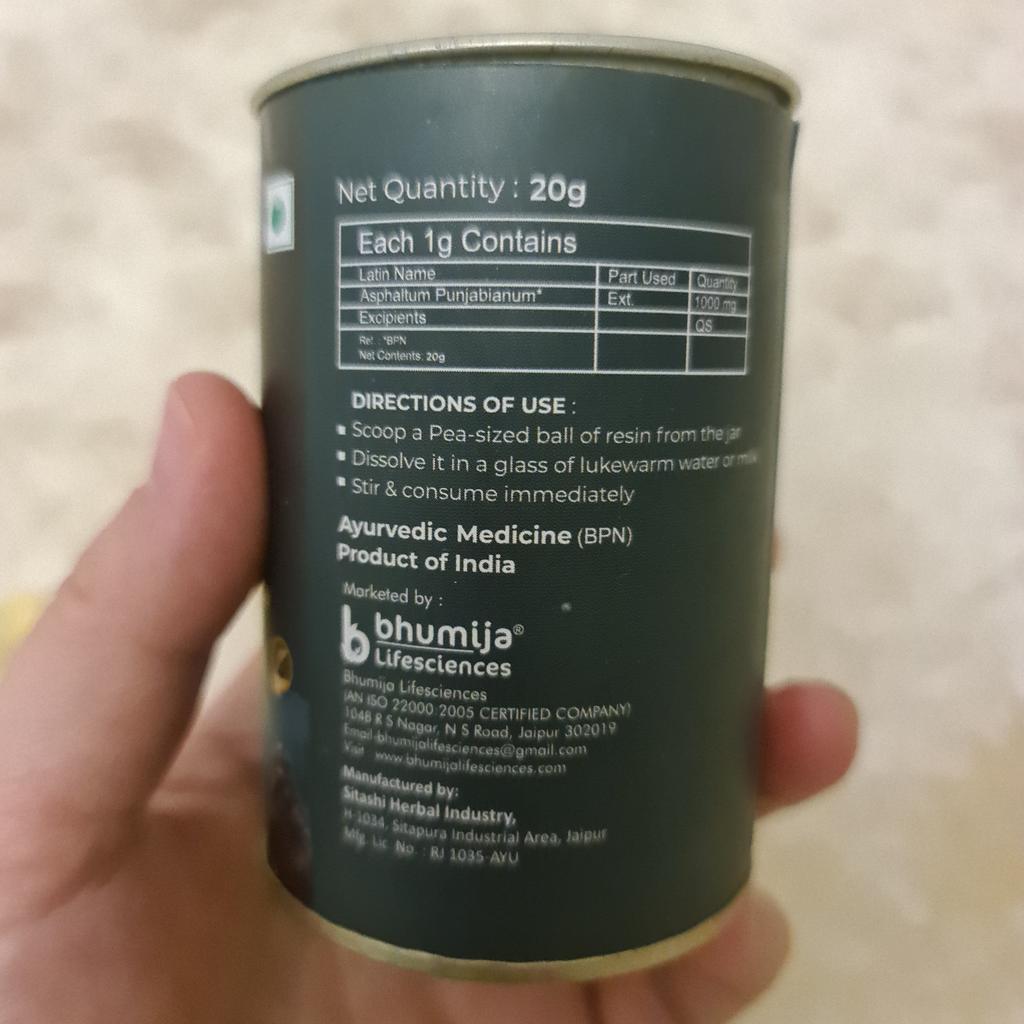 Net Quantity : 20g
Each 1g Contains
Latin Name Part Used Quantity
Asphaltum Punjabianum* Ext. 1000 mg
Excipients QS
Ref. : *BPN
Net Contents: 20g
DIRECTIONS OF USE :
▪ Scoop a Pea-sized ball of resin from the jar
▪ Dissolve it in a glass of lukewarm water or milk
▪ Stir & consume immediately
Ayurvedic Medicine (BPN)
Product of India
Marketed by :
bhumija®
Lifesciences
Bhumija Lifesciences
(AN ISO 22000:2005 CERTIFIED COMPANY)
104B R S Nagar, N S Road, Jaipur 302019
Email-bhumijalifesciences@gmail.com
Visit www.bhumijalifesciences.com
Manufactured by:
Sitashi Herbal Industry,
H-1034, Sitapura Industrial Area, Jaipur
Mfg. Lic. No. : RJ 1035-AYU